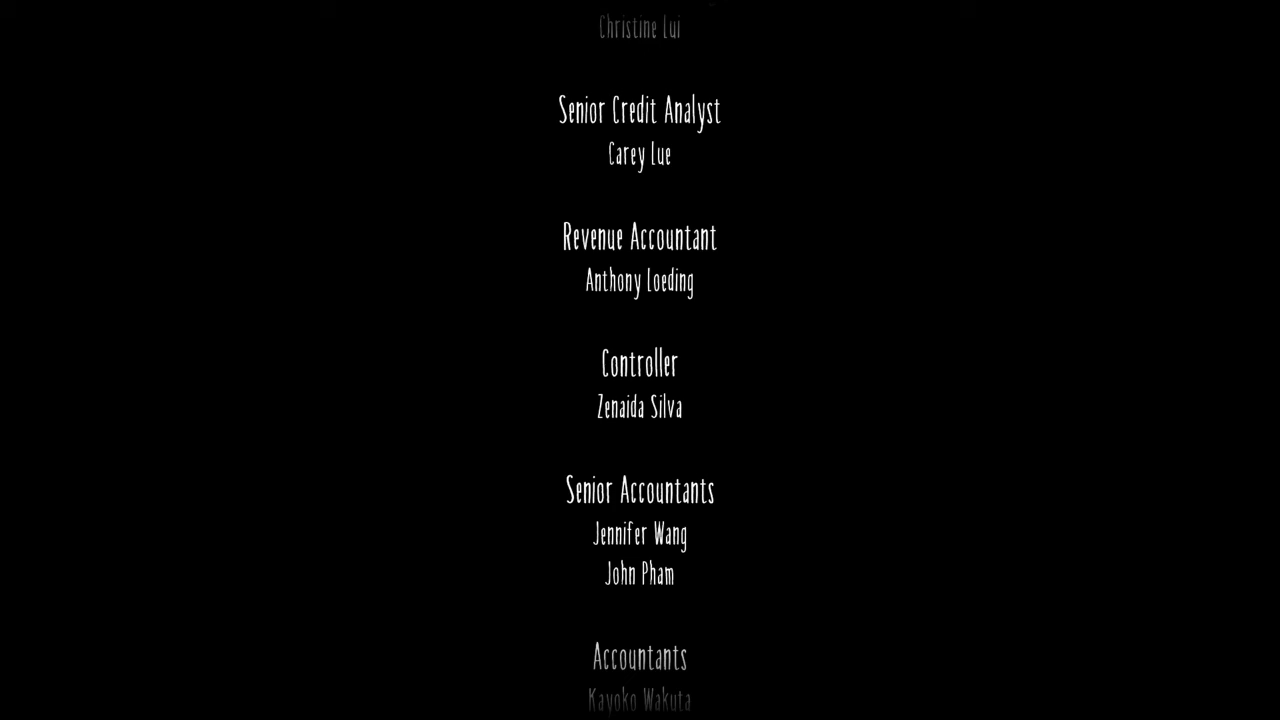 Christine Lui
Senior Credit Analyst
Carey Lue
Revenue Accountant
Anthony Loeding
Controller
Zenaida Silva
Senior Accountants
Jennifer Wang
John Pham
Accountants
Kayoko Wakuta